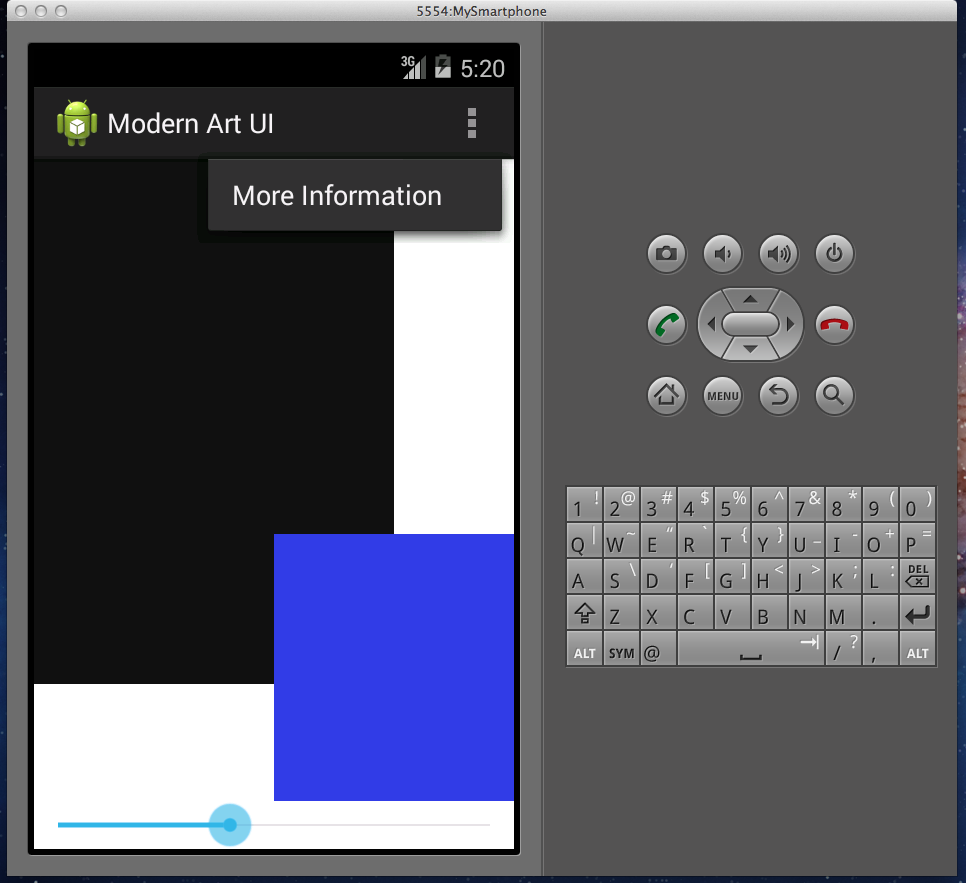 5554:MySmartphone
3G 5:20
Modern Art UI
More Information
MENU
1 ! 2 @ 3 # 4 $ 5 % 6 ^ 7 & 8 * 9 ( 0 )
Q | W ~ E " R ` T { Y } U _ I - O + P =
A S \ D ' F [ G ] H < J > K ; L : DEL
Z X C V B N M .
ALT SYM @ / ? , ALT